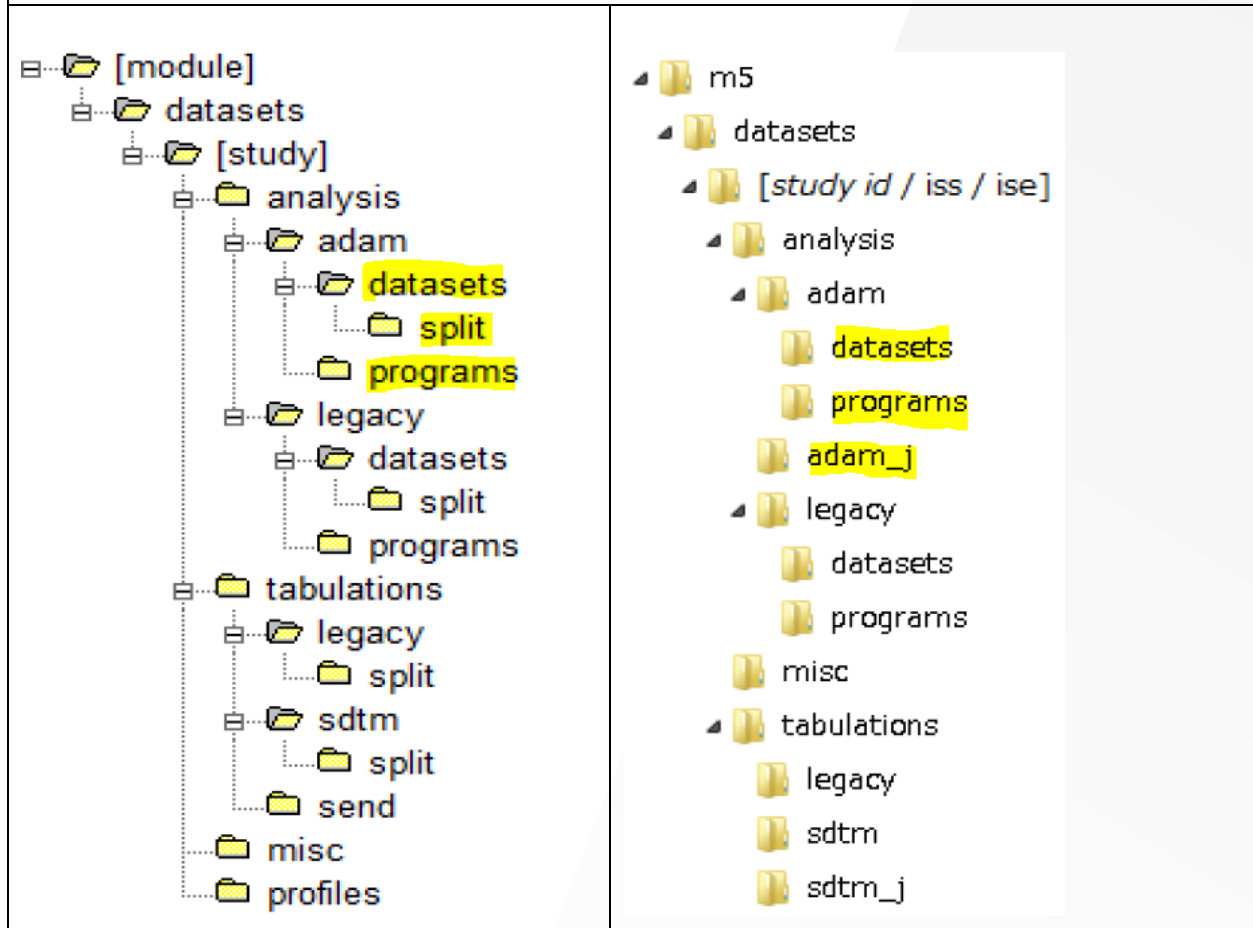 [module]
datasets
[study]
analysis
adam
datasets
split
programs
legacy
datasets
split
programs
tabulations
legacy
split
sdtm
split
send
misc
profiles
m5
datasets
[study id / iss / ise]
analysis
adam
datasets
programs
adam_j
legacy
datasets
programs
misc
tabulations
legacy
sdtm
sdtm_j